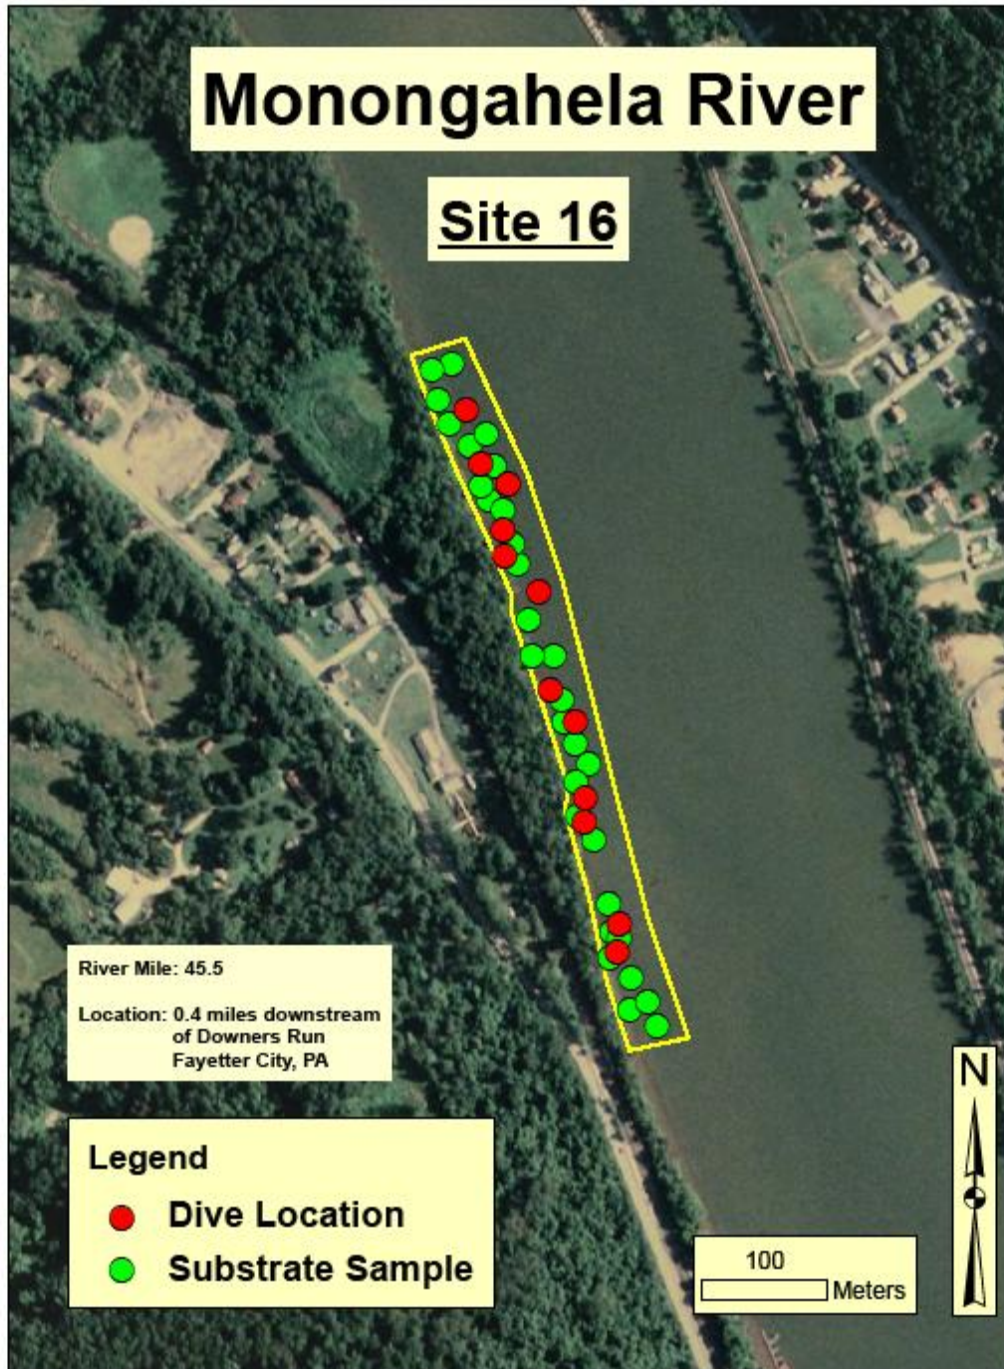 Monongahela River
Site 16
River Mile: 45.5
Location: 0.4 miles downstream
of Downers Run
Fayetter City, PA
Legend
Dive Location
Substrate Sample
N
100
Meters